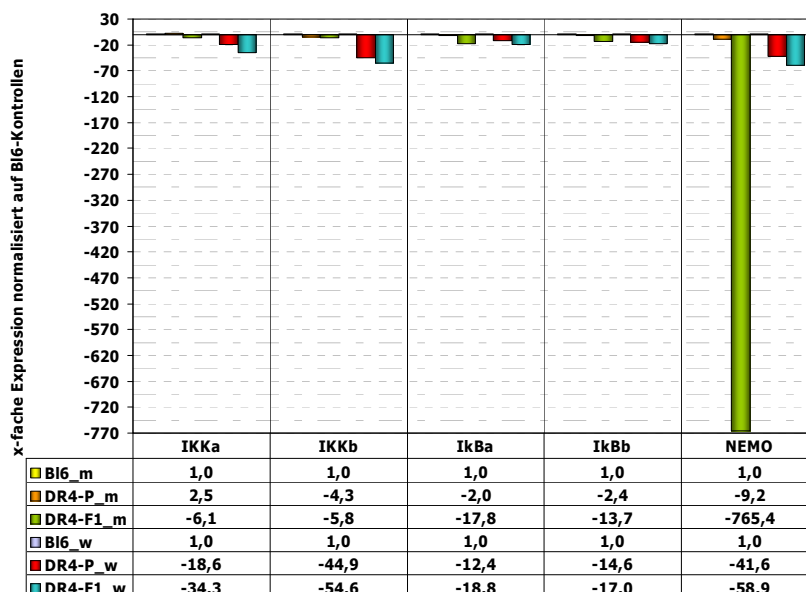 x-fache Expression normalisiert auf Bl6-Kontrollen
30
-20
-70
-120
-170
-220
-270
-320
-370
-420
-470
-520
-570
-620
-670
-720
-770
IKKa IKKb IkBa IkBb NEMO
Bl6_m 1,0 1,0 1,0 1,0 1,0
DR4-P_m 2,5 -4,3 -2,0 -2,4 -9,2
DR4-F1_m -6,1 -5,8 -17,8 -13,7 -765,4
Bl6_w 1,0 1,0 1,0 1,0 1,0
DR4-P_w -18,6 -44,9 -12,4 -14,6 -41,6
DR4-F1_w -34,3 -54,6 -18,8 -17,0 -58,9